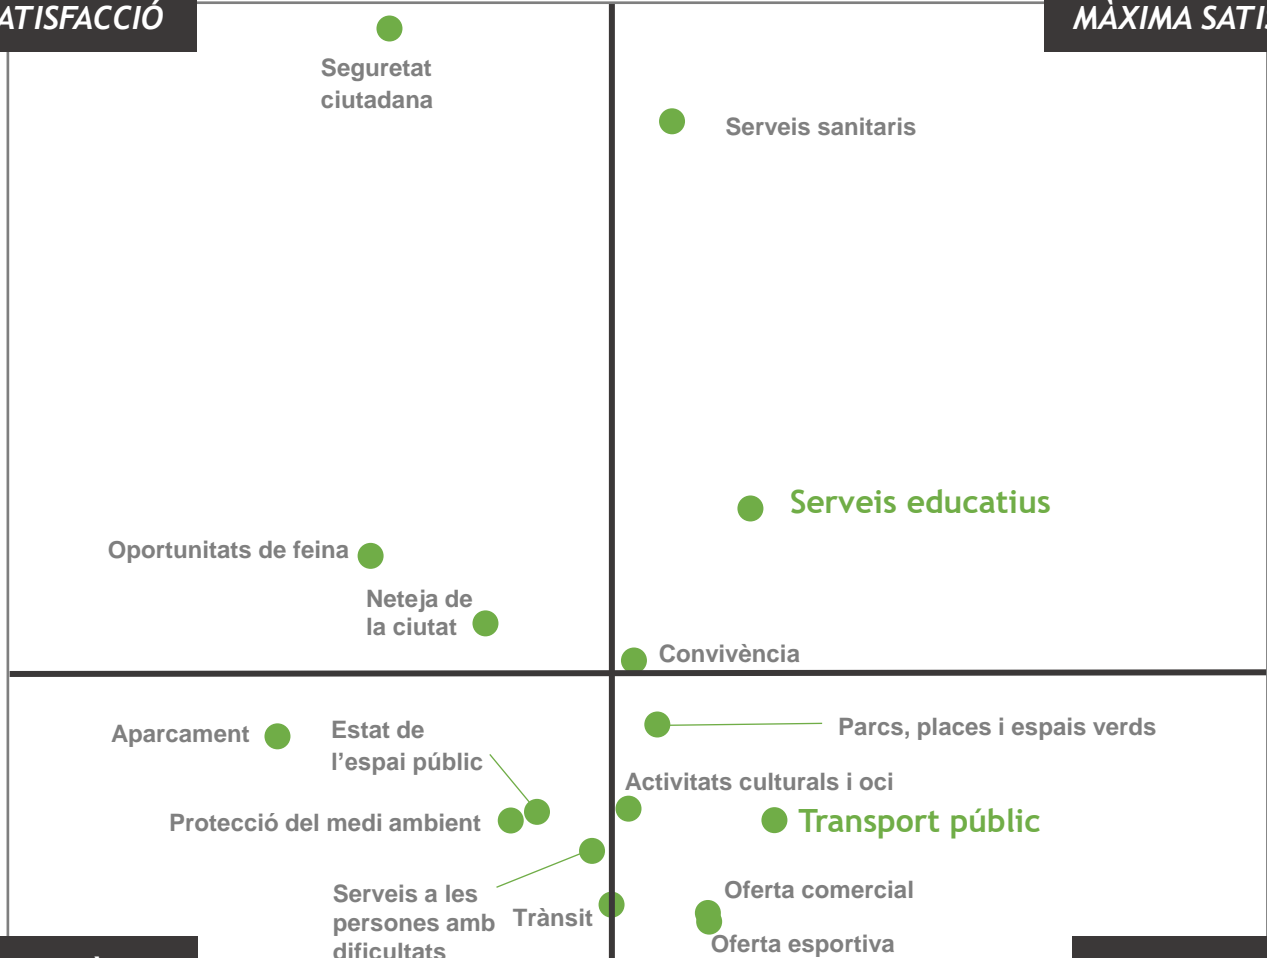 MÀXIMA
Seguretat
ciutadana
Serveis sanitaris
Serveis educatius
Oportunitats de feina
Neteja de
la ciutat
Convivència
Aparcament
Estat de
l’espai públic
Parcs, places i espais verds
Activitats culturals i oci
Protecció del medi ambient
Transport públic
Serveis a les
persones amb
dificultats
Trànsit
Oferta comercial
Oferta esportiva